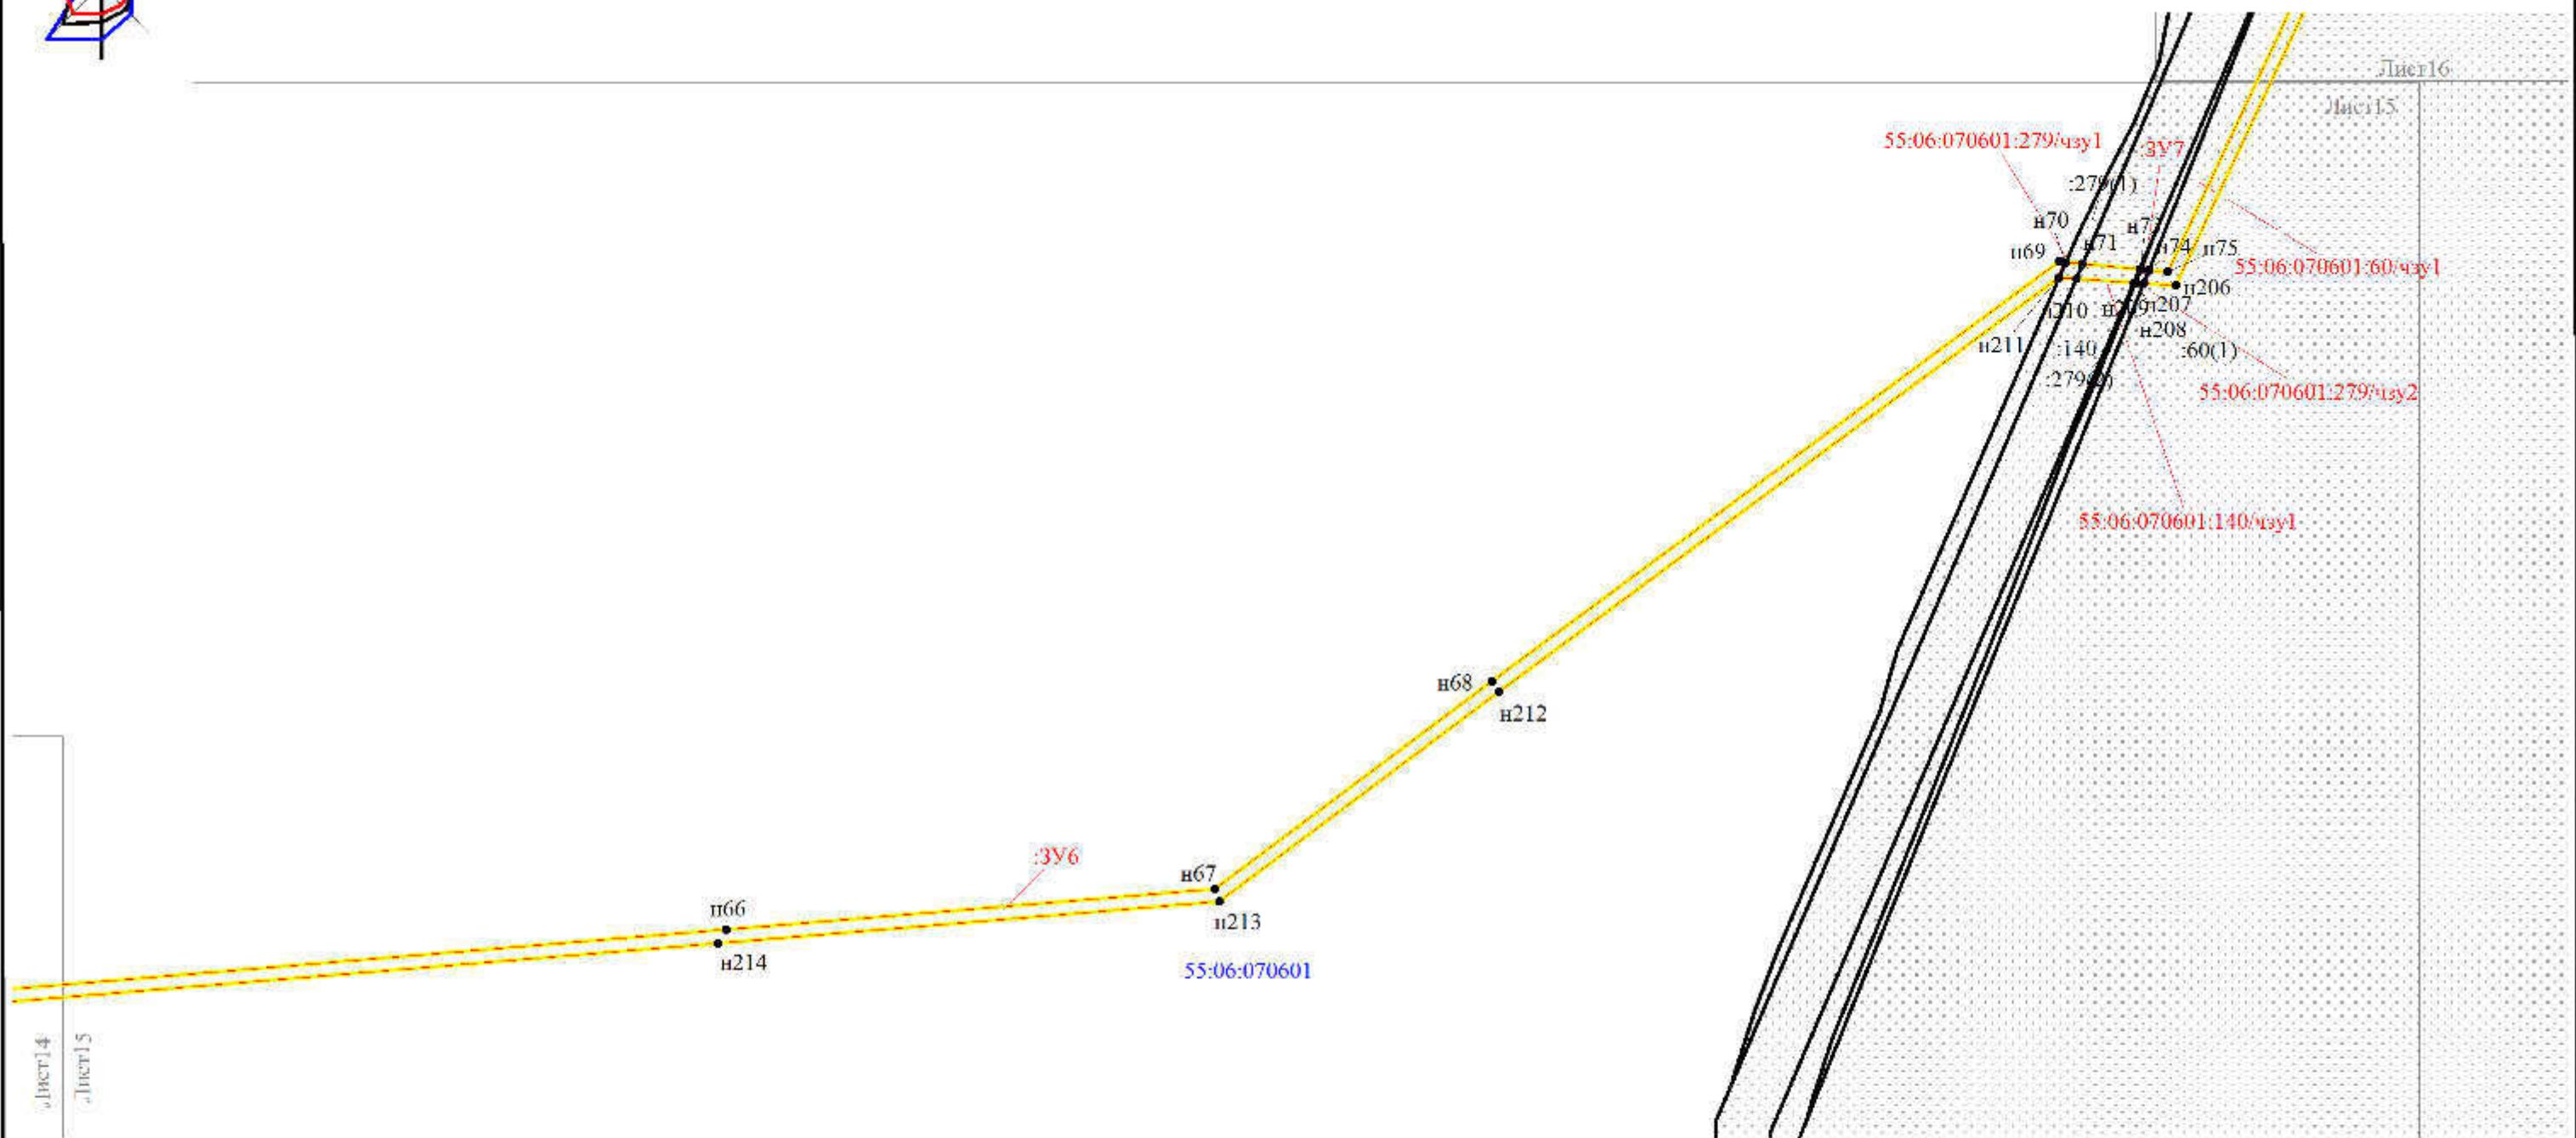 Лист16
Лист15
55:06:070601:279/чзу1
:ЗУ7
:279(1)
н70
н69
н71
н74
н75
55:06:070601:60/чзу1
н206
н207
н208
н211
:140
:60(1)
55:06:070601:279/чзу2
55:06:070601:140/чзу1
н68
н212
:ЗУ6
н67
н66
н213
н214
55:06:070601
Лист14
Лист15